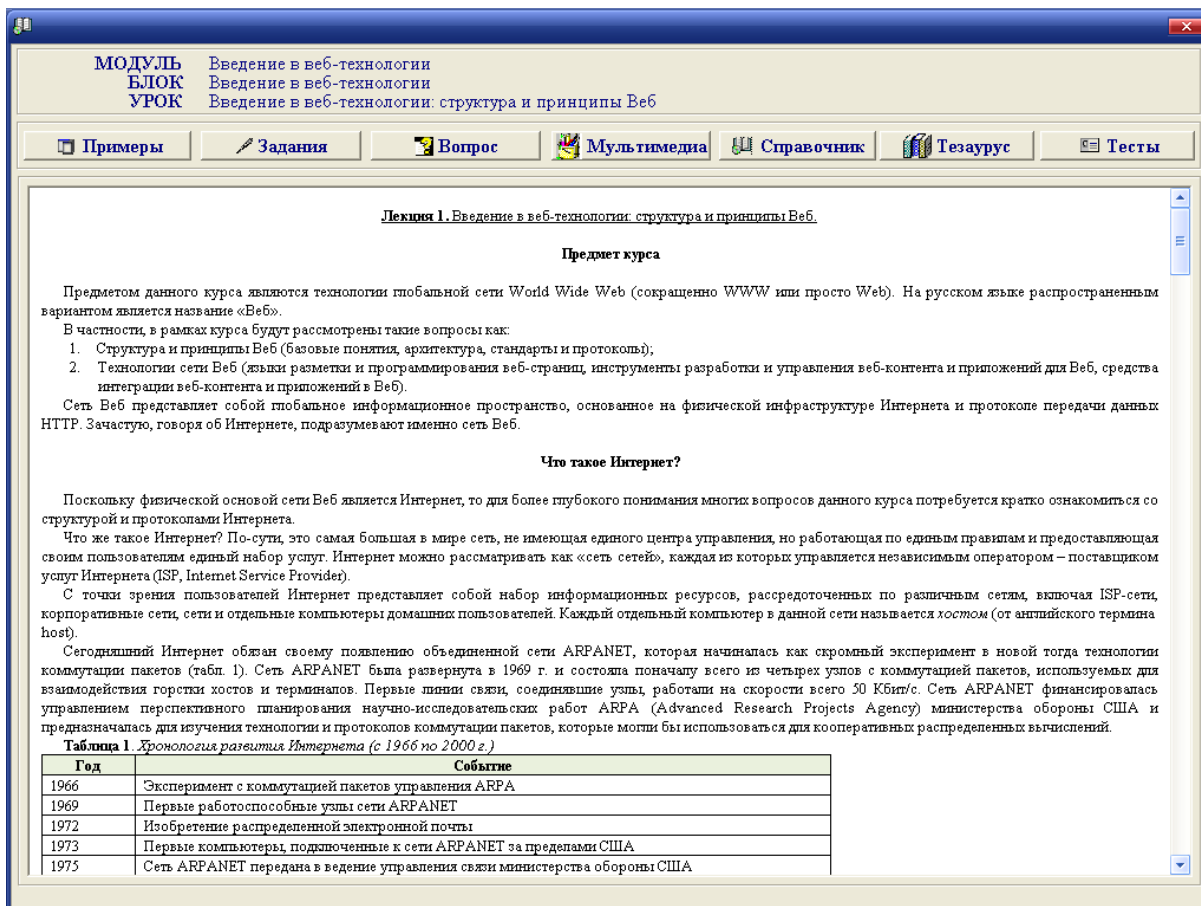 МОДУЛЬ Введение в веб-технологии
БЛОК Введение в веб-технологии
УРОК Введение в веб-технологии: структура и принципы Веб
Примеры Задания Вопрос Мультимедиа Справочник Тезаурус Тесты
Лекция 1. Введение в веб-технологии: структура и принципы Веб.
Предмет курса
Предметом данного курса являются технологии глобальной сети World Wide Web (сокращенно WWW или просто Web). На русском языке распространенным
вариантом является название «Веб».
В частности, в рамках курса будут рассмотрены такие вопросы как:
1. Структура и принципы Веб (базовые понятия, архитектура, стандарты и протоколы);
2. Технологии сети Веб (языки разметки и программирования веб-страниц, инструменты разработки и управления веб-контента и приложений для Веб, средства
интеграции веб-контента и приложений в Веб).
Сеть Веб представляет собой глобальное информационное пространство, основанное на физической инфраструктуре Интернета и протоколе передачи данных
HTTP. Зачастую, говоря об Интернете, подразумевают именно сеть Веб.
Что такое Интернет?
Поскольку физической основой сети Веб является Интернет, то для более глубокого понимания многих вопросов данного курса потребуется кратко ознакомиться со
структурой и протоколами Интернета.
Что же такое Интернет? По-сути, это самая большая в мире сеть, не имеющая единого центра управления, но работающая по единым правилам и предоставляющая
своим пользователям единый набор услуг. Интернет можно рассматривать как «сеть сетей», каждая из которых управляется независимым оператором – поставщиком
услуг Интернета (ISP, Internet Service Provider).
С точки зрения пользователей Интернет представляет собой набор информационных ресурсов, рассредоточенных по различным сетям, включая ISP-сети,
корпоративные сети, сети и отдельные компьютеры домашних пользователей. Каждый отдельный компьютер в данной сети называется хостом (от английского термина
host).
Сегодняшний Интернет обязан своему появлению объединенной сети ARPANET, которая начиналась как скромный эксперимент в новой тогда технологии
коммутации пакетов (табл. 1). Сеть ARPANET была развернута в 1969 г. и состояла поначалу всего из четырех узлов с коммутацией пакетов, используемых для
взаимодействия горстки хостов и терминалов. Первые линии связи, соединявшие узлы, работали на скорости всего 50 Кбит/с. Сеть ARPANET финансировалась
управлением перспективного планирования научно-исследовательских работ ARPA (Advanced Research Projects Agency) министерства обороны США и
предназначалась для изучения технологии и протоколов коммутации пакетов, которые могли бы использоваться для кооперативных распределенных вычислений.
Таблица 1. Хронология развития Интернета (с 1966 по 2000 г.)
Год Событие
1966 Эксперимент с коммутацией пакетов управления ARPA
1969 Первые работоспособные узлы сети ARPANET
1972 Изобретение распределенной электронной почты
1973 Первые компьютеры, подключенные к сети ARPANET за пределами США
1975 Сеть ARPANET передана в ведение управления связи министерства обороны США